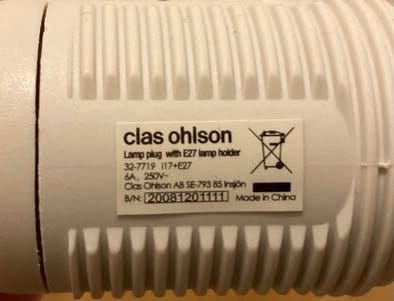 clas ohlson
Lamp plug with E27 lamp holder
32-7719 I17+E27
6A, 250V~
Clas Ohlson AB SE-793 85 Insjön
B/N: 20081201111 Made in China